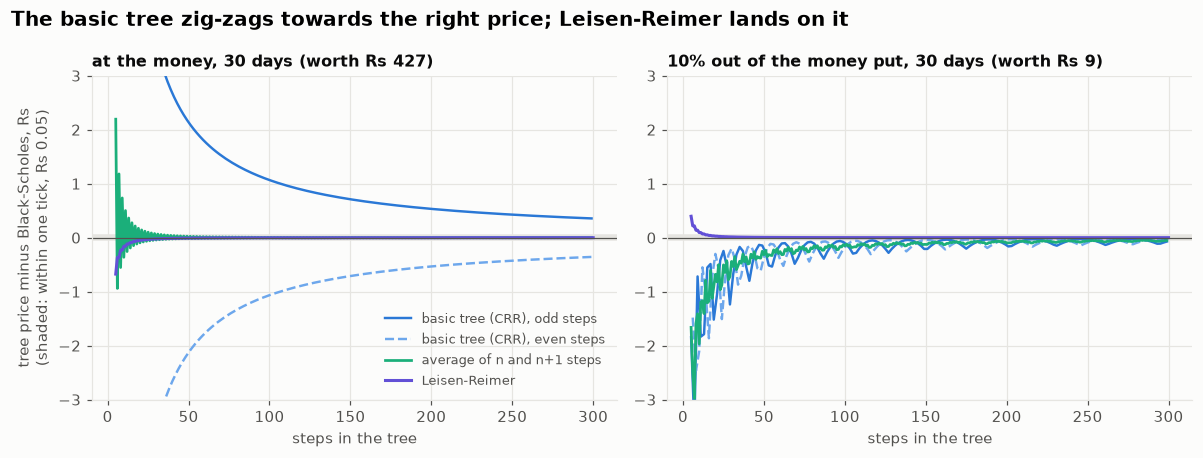 The basic tree zig-zags towards the right price; Leisen-Reimer lands on it
at the money, 30 days (worth Rs 427)
tree price minus Black-Scholes, Rs
(shaded: within one tick, Rs 0.05)
3
2
1
0
−1
−2
−3
basic tree (CRR), odd steps
basic tree (CRR), even steps
average of n and n+1 steps
Leisen-Reimer
0 50 100 150 200 250 300
steps in the tree
10% out of the money put, 30 days (worth Rs 9)
3
2
1
0
−1
−2
−3
0 50 100 150 200 250 300
steps in the tree